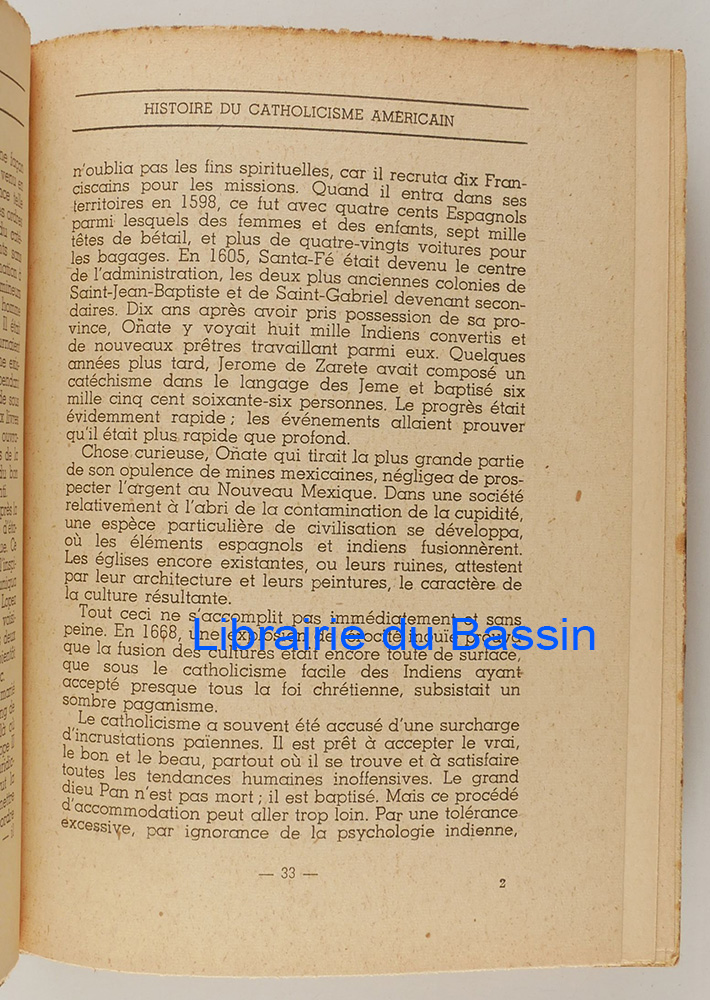 HISTOIRE DU CATHOLICISME AMERICAIN
n'oublia pas les fins spirituelles, car il recruta dix Fran-
ciscains pour les missions. Quand il entra dans ses
territoires en 1598, ce fut avec quatre cents Espagnols
parmi lesquels des femmes et des enfants, sept mille
têtes de bétail, et plus de quatre-vingts voitures pour
les bagages. En 1605, Santa-Fé était devenu le centre
de l'administration, les deux plus anciennes colonies de
Saint-Jean-Baptiste et de Saint-Gabriel devenant secon-
daires. Dix ans après avoir pris possession de sa pro-
vince, Oñate y voyait huit mille Indiens convertis et
de nouveaux prêtres travaillant parmi eux. Quelques
années plus tard, Jerome de Zarete avait composé un
catéchisme dans le langage des Jeme et baptisé six
mille cinq cent soixante-six personnes. Le progrès était
évidemment rapide ; les événements allaient prouver
qu'il était plus rapide que profond.
Chose curieuse, Oñate qui tirait la plus grande partie
de son opulence de mines mexicaines, négligea de pros-
pecter l'argent au Nouveau Mexique. Dans une société
relativement à l'abri de la contamination de la cupidité,
une espèce particulière de civilisation se développa,
où les éléments espagnols et indiens fusionnèrent.
Les églises encore existantes, ou leurs ruines, attestent
par leur architecture et leurs peintures, le caractère de
la culture résultante.
Tout ceci ne s'accomplit pas immédiatement et sans
peine. En 1668, une explosion de férocité inouïe prouva
Librairie du Bassin
que la fusion des cultures était encore toute de surface,
que sous le catholicisme facile des Indiens ayant
accepté presque tous la foi chrétienne, subsistait un
sombre paganisme.
Le catholicisme a souvent été accusé d'une surcharge
d'incrustations païennes. Il est prêt à accepter le vrai,
le bon et le beau, partout où il se trouve et à satisfaire
toutes les tendances humaines inoffensives. Le grand
dieu Pan n'est pas mort ; il est baptisé. Mais ce procédé
d'accommodation peut aller trop loin. Par une tolérance
excessive, par ignorance de la psychologie indienne,
— 33 —
2